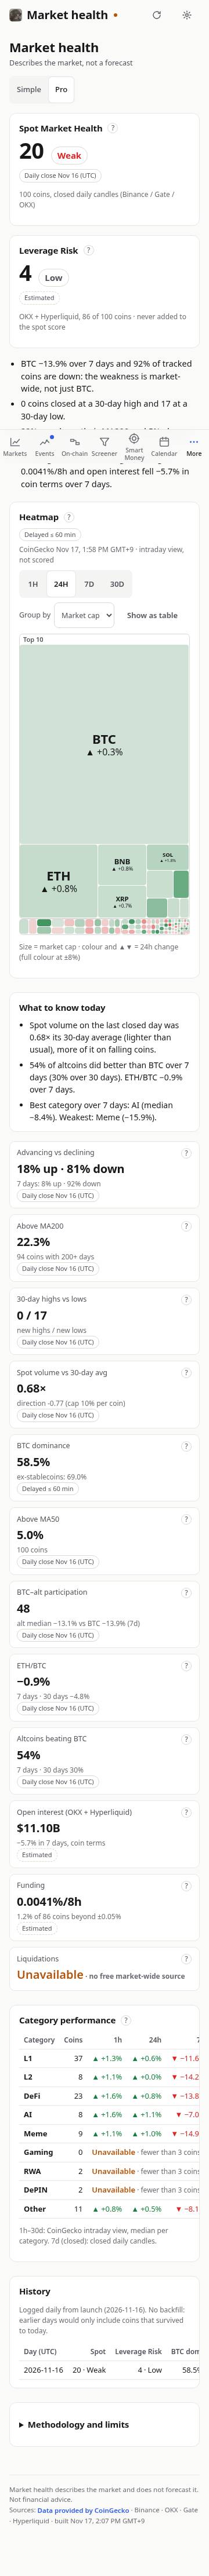 Market health
Market health
Describes the market, not a forecast
Simple Pro
Spot Market Health ?
20 Weak
Daily close Nov 16 (UTC)
100 coins, closed daily candles (Binance / Gate /
OKX)
Leverage Risk ?
4 Low
Estimated
OKX + Hyperliquid, 86 of 100 coins · never added to
the spot score
BTC −13.9% over 7 days and 92% of tracked
coins are down: the weakness is market-
wide, not just BTC.
0 coins closed at a 30-day high and 17 at a
30-day low.
Markets Events On-chain Screener Smart Money Calendar More
0.0041%/8h and open interest fell −5.7% in
coin terms over 7 days.
Heatmap ?
Delayed ≤ 60 min
CoinGecko Nov 17, 1:58 PM GMT+9 · intraday view,
not scored
1H 24H 7D 30D
Group by Market cap Show as table
Top 10
BTC
▲ +0.3%
ETH
▲ +0.8%
BNB
▲ +0.8%
SOL
▲ +1.3%
XRP
▲ +0.7%
Size = market cap · colour and ▲▼ = 24h change
(full colour at ±8%)
What to know today
Spot volume on the last closed day was
0.68× its 30-day average (lighter than
usual), more of it on falling coins.
54% of altcoins did better than BTC over 7
days (30% over 30 days). ETH/BTC −0.9%
over 7 days.
Best category over 7 days: AI (median
−8.4%). Weakest: Meme (−15.9%).
Advancing vs declining ?
18% up · 81% down
7 days: 8% up · 92% down
Daily close Nov 16 (UTC)
Above MA200 ?
22.3%
94 coins with 200+ days
Daily close Nov 16 (UTC)
30-day highs vs lows ?
0 / 17
new highs / new lows
Daily close Nov 16 (UTC)
Spot volume vs 30-day avg ?
0.68×
direction -0.77 (cap 10% per coin)
Daily close Nov 16 (UTC)
BTC dominance ?
58.5%
ex-stablecoins: 69.0%
Delayed ≤ 60 min
Above MA50 ?
5.0%
100 coins
Daily close Nov 16 (UTC)
BTC–alt participation ?
48
alt median −13.1% vs BTC −13.9% (7d)
Daily close Nov 16 (UTC)
ETH/BTC ?
−0.9%
7 days · 30 days −4.8%
Daily close Nov 16 (UTC)
Altcoins beating BTC ?
54%
7 days · 30 days 30%
Daily close Nov 16 (UTC)
Open interest (OKX + Hyperliquid) ?
$11.10B
−5.7% in 7 days, coin terms
Estimated
Funding ?
0.0041%/8h
1.2% of 86 coins beyond ±0.05%
Estimated
Liquidations ?
Unavailable · no free market-wide source
Category performance ?
Category Coins 1h 24h 7
L1 37 ▲ +1.3% ▲ +0.6% ▼ −11.6
L2 8 ▲ +1.1% ▲ +0.0% ▼ −14.2
DeFi 23 ▲ +1.6% ▲ +0.8% ▼ −13.8
AI 8 ▲ +1.6% ▲ +1.1% ▼ −7.0
Meme 9 ▲ +1.1% ▲ +1.0% ▼ −14.9
Gaming 0 Unavailable · fewer than 3 coins
RWA 2 Unavailable · fewer than 3 coins
DePIN 2 Unavailable · fewer than 3 coins
Other 11 ▲ +0.8% ▲ +0.5% ▼ −8.1
1h–30d: CoinGecko intraday view, median per
category. 7d (closed): closed daily candles.
History
Logged daily from launch (2026-11-16). No backfill:
earlier days would only include coins that survived
to today.
Day (UTC) Spot Leverage Risk BTC dom
2026-11-16 20 · Weak 4 · Low 58.5%
Methodology and limits
Market health describes the market and does not forecast it.
Not financial advice.
Sources: Data provided by CoinGecko · Binance · OKX · Gate
· Hyperliquid · built Nov 17, 2:07 PM GMT+9